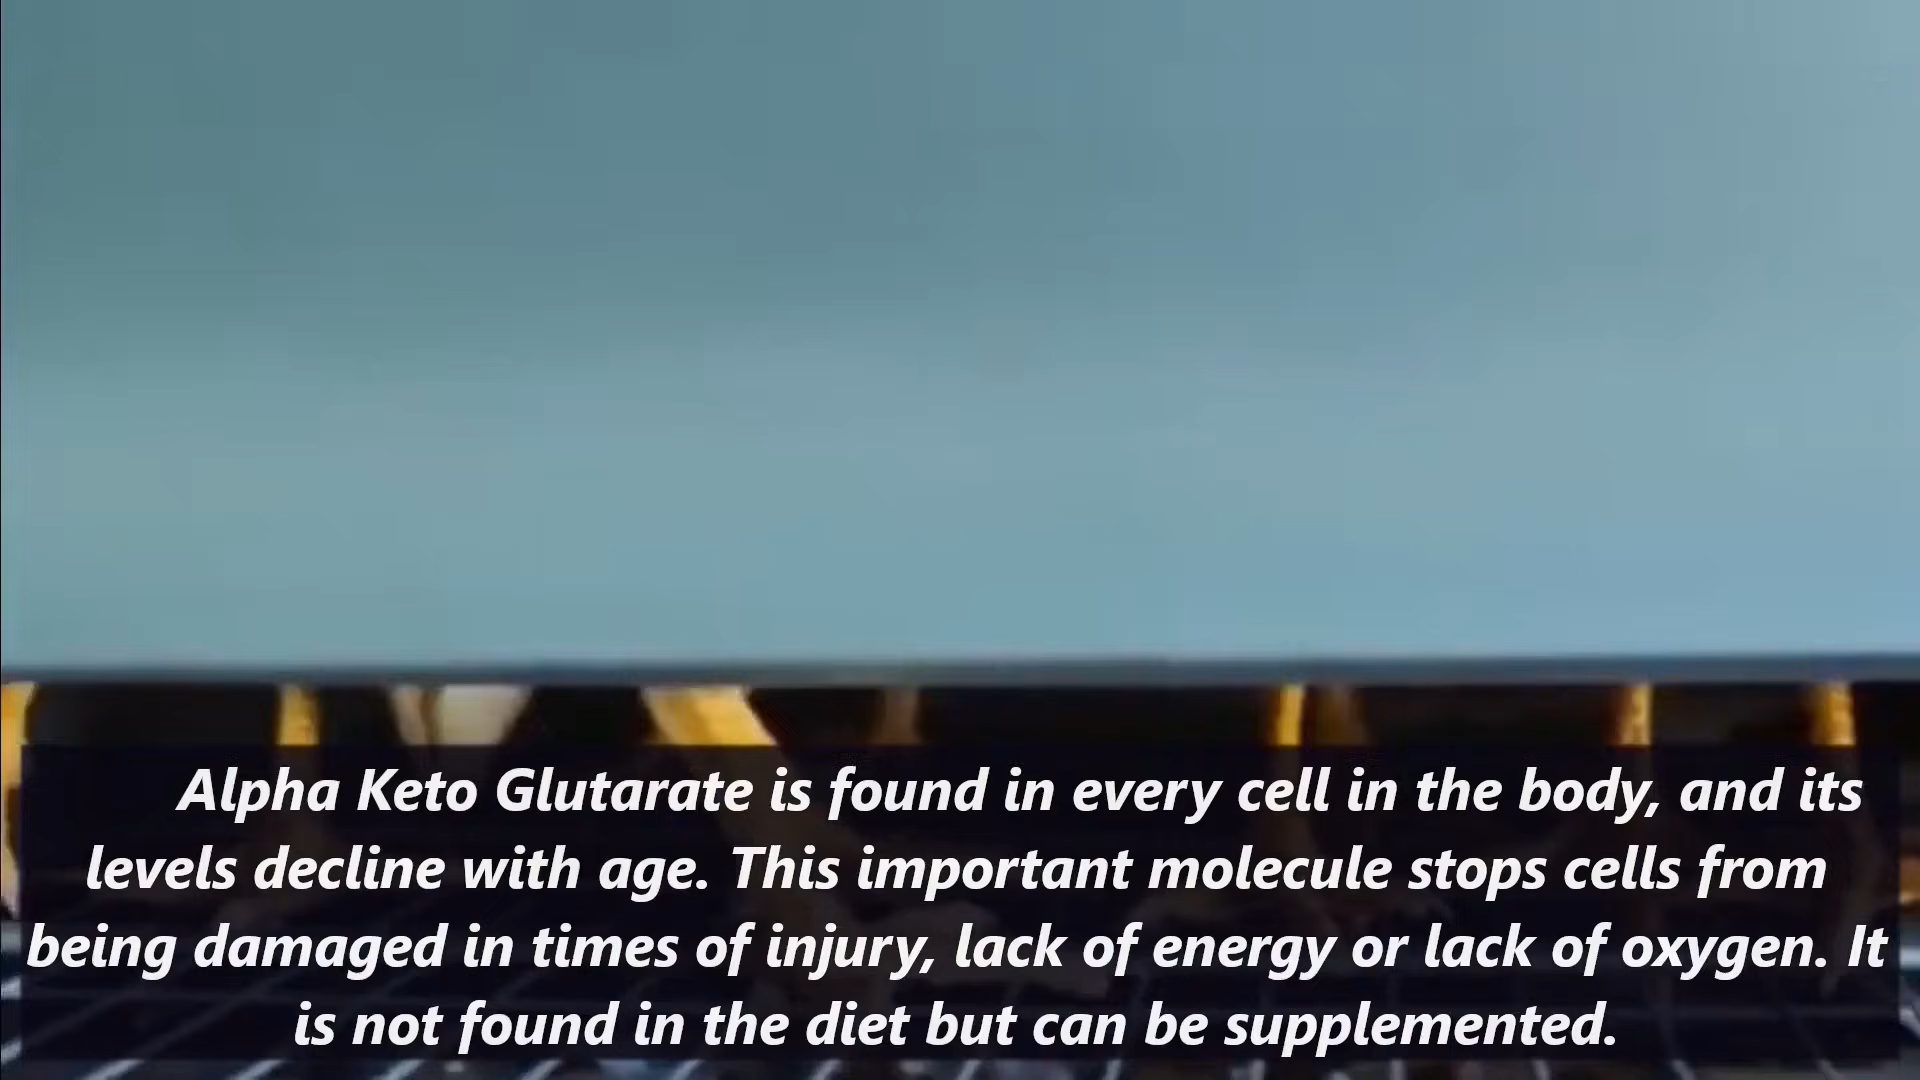 Alpha Keto Glutarate is found in every cell in the body, and its
levels decline with age. This important molecule stops cells from
being damaged in times of injury, lack of energy or lack of oxygen. It
is not found in the diet but can be supplemented.